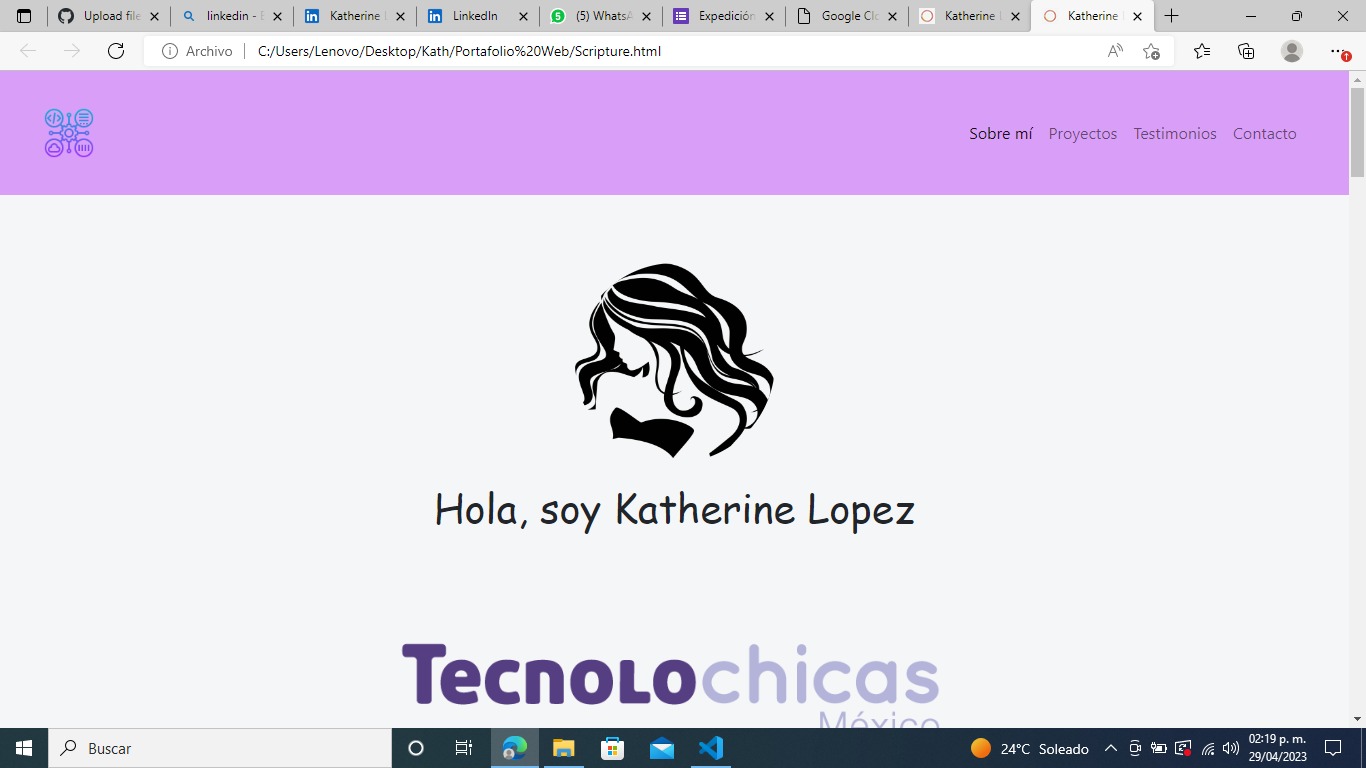 Upload file
linkedin - B
Katherine L
LinkedIn
(5) WhatsA
Expedición
Google Clo
Katherine L
Katherine L
Archivo
C:/Users/Lenovo/Desktop/Kath/Portafolio%20Web/Scripture.html
Sobre mí Proyectos Testimonios Contacto
Hola, soy Katherine Lopez
Tecnolochicas
México
Buscar
24°C Soleado
02:19 p. m.
29/04/2023